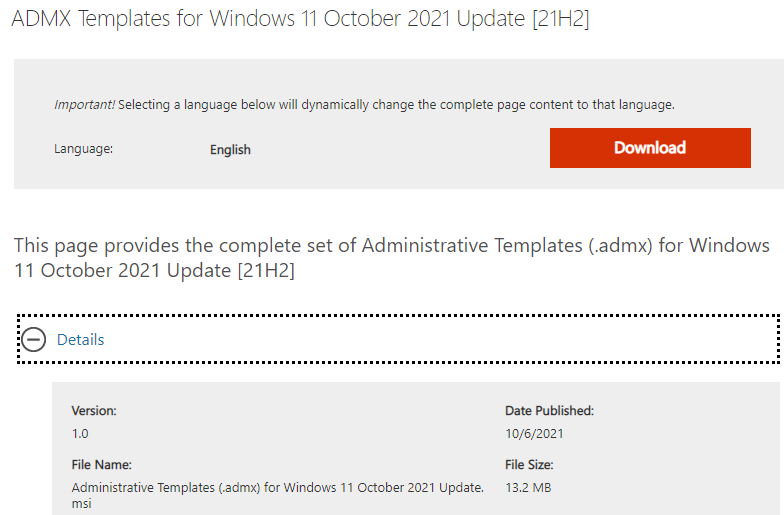 ADMX Templates for Windows 11 October 2021 Update [21H2]
Important! Selecting a language below will dynamically change the complete page content to that language.
Language:
English
Download
This page provides the complete set of Administrative Templates (.admx) for Windows
11 October 2021 Update [21H2]
Details
Version:
Date Published:
1.0
10/6/2021
File Name:
File Size:
Administrative Templates (.admx) for Windows 11 October 2021 Update.
13.2 MB
msi